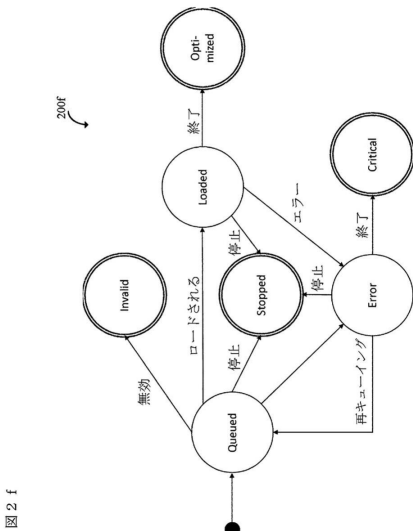 図2f
200f
Invalid
無効
ロードされる
Loaded
終了
Opti-
mized
Queued
停止
Stopped
停止
エラー
停止
再キューイング
Error
終了
Critical